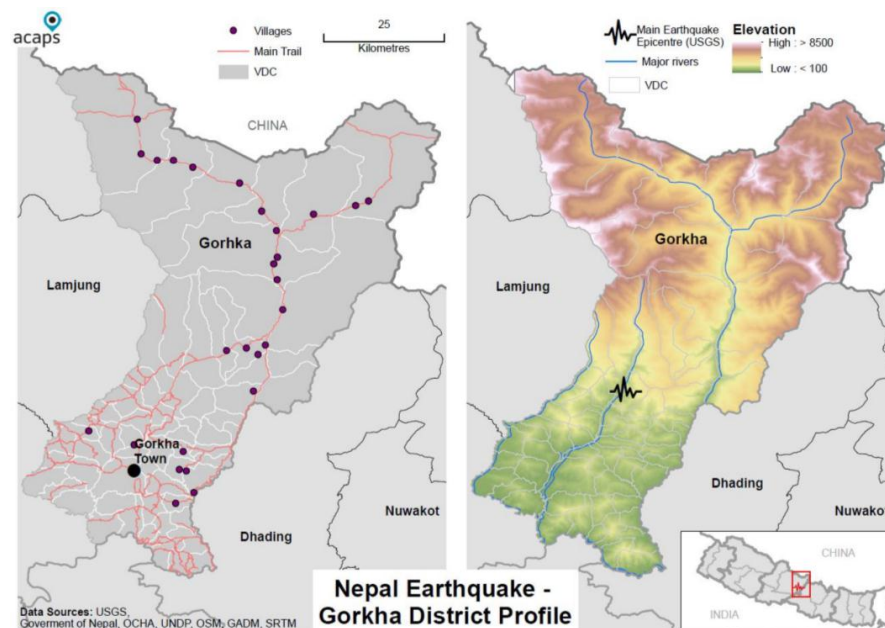 acaps
Villages
Main Trail
VDC
25
Kilometres
CHINA
Gorhka
Lamjung
Gorkha
Town
Dhading
Nuwakot
Data Sources: USGS,
Goverment of Nepal, OCHA, UNDP, OSM, GADM, SRTM
Main Earthquake
Epicentre (USGS)
Major rivers
VDC
Elevation
High : > 8500
Low : < 100
Gorkha
Lamjung
Dhading
Nuwakot
CHINA
INDIA
Nepal Earthquake -
Gorkha District Profile